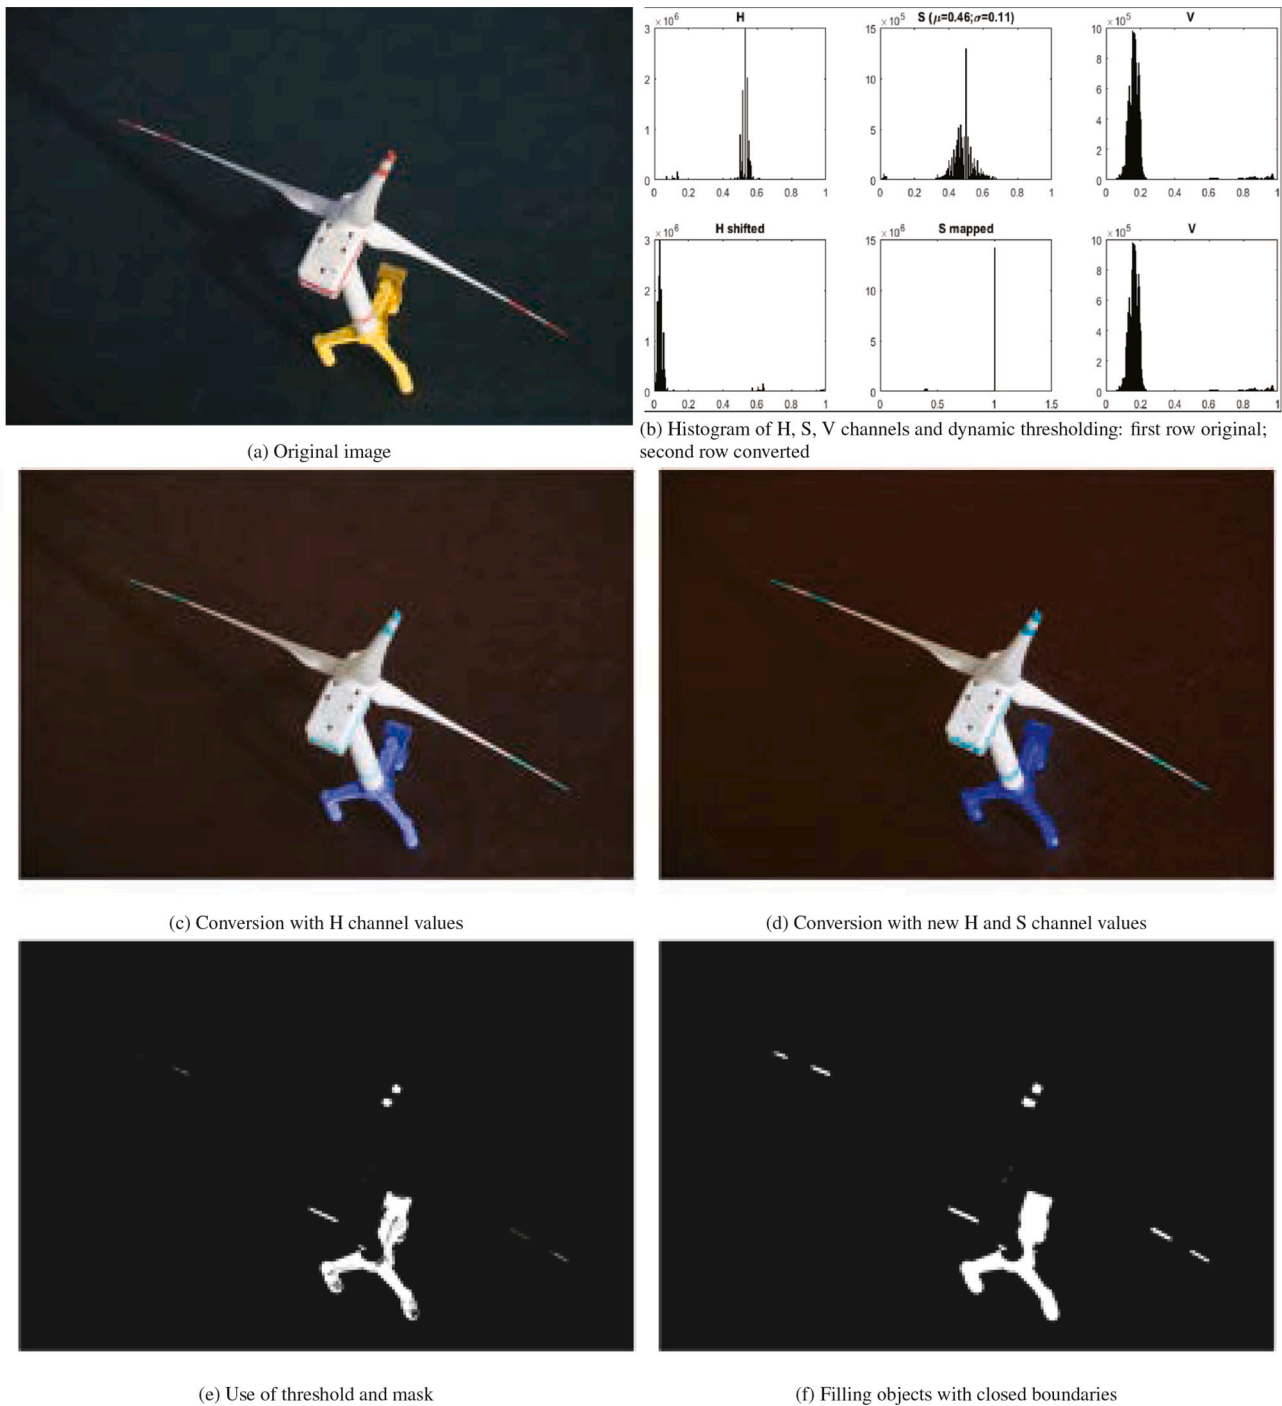 H
×10^6
3
2
1
0
0 0.2 0.4 0.6 0.8 1
S (μ=0.46;σ=0.11)
×10^5
15
10
5
0
0 0.2 0.4 0.6 0.8 1
V
×10^5
10
8
6
4
2
0
0 0.2 0.4 0.6 0.8 1
H shifted
3 ×10^6
2
1
0
0 0.2 0.4 0.6 0.8 1
S mapped
15 ×10^6
10
5
0
0 0.5 1 1.5
V
10 ×10^5
8
6
4
2
0
0 0.2 0.4 0.6 0.8 1
(a) Original image
(b) Histogram of H, S, V channels and dynamic thresholding: first row original;
second row converted
(c) Conversion with H channel values
(d) Conversion with new H and S channel values
(e) Use of threshold and mask
(f) Filling objects with closed boundaries